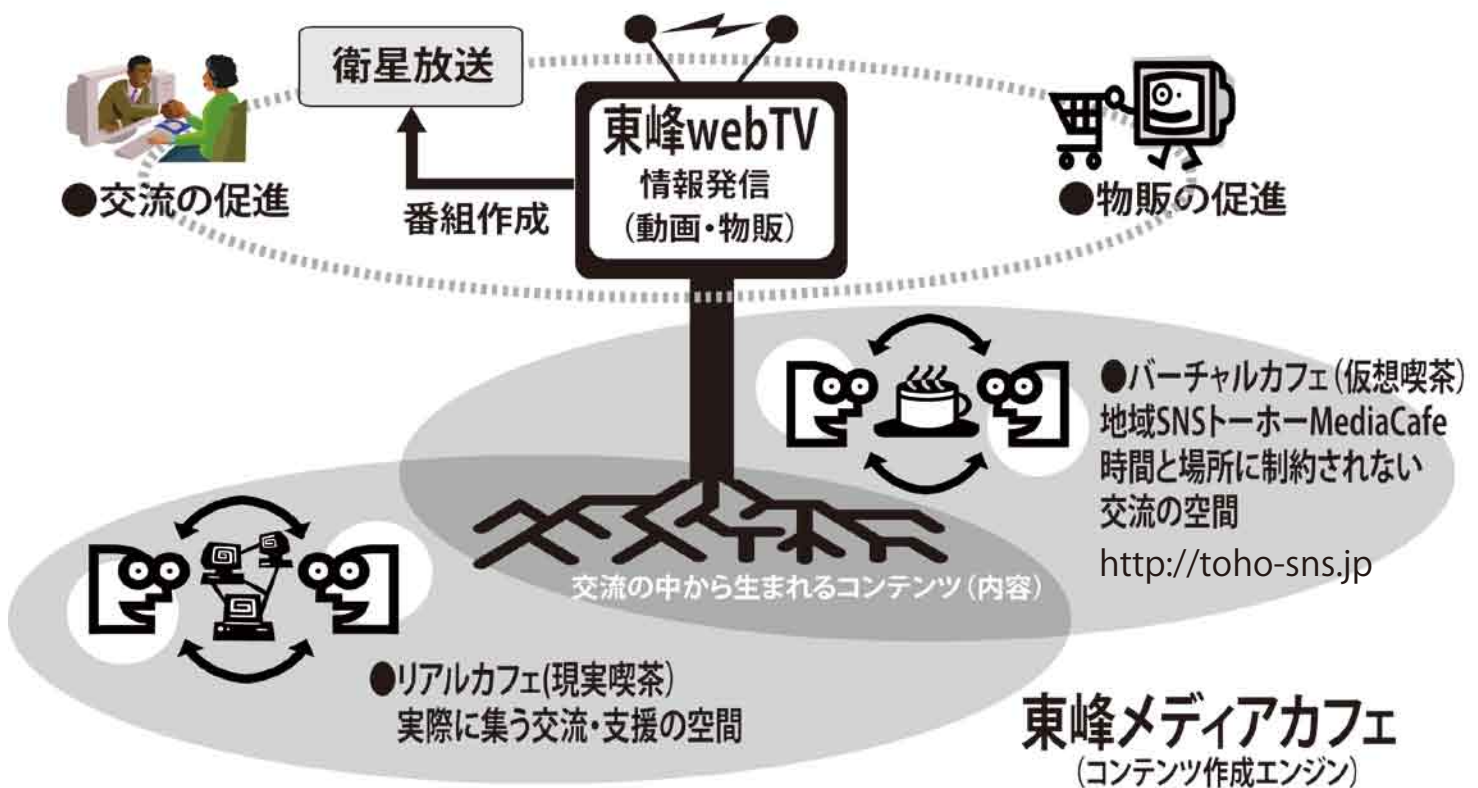 衛星放送
東峰webTV
情報発信
(動画・物販)
●交流の促進
番組作成
●物販の促進
●バーチャルカフェ(仮想喫茶)
地域SNSトーホーMediaCafe
時間と場所に制約されない
交流の空間
http://toho-sns.jp
交流の中から生まれるコンテンツ(内容)
●リアルカフェ(現実喫茶)
実際に集う交流・支援の空間
東峰メディアカフェ
(コンテンツ作成エンジン)